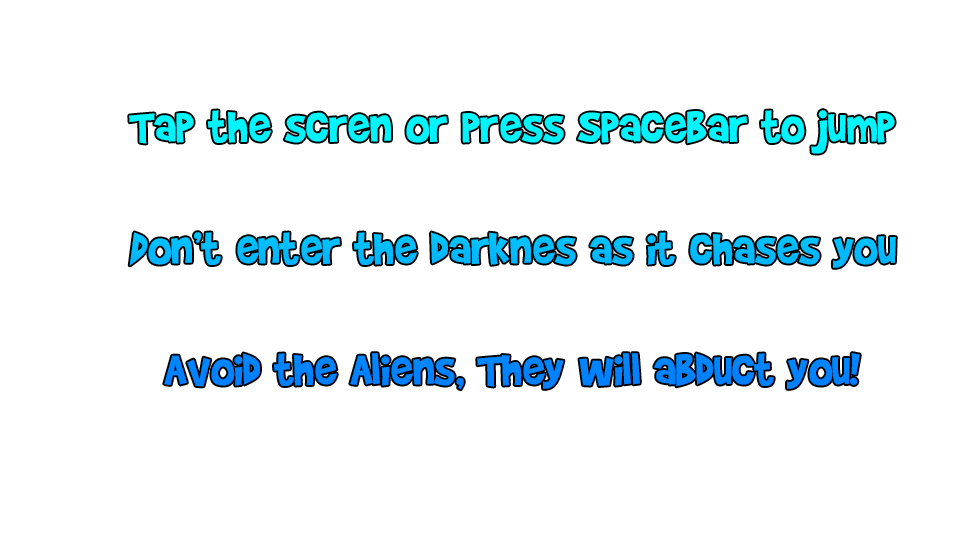 Tap the scren or press spacebar to jump
Don't enter the Darknes as it chases you
Avoid the Aliens, They will abduct you!